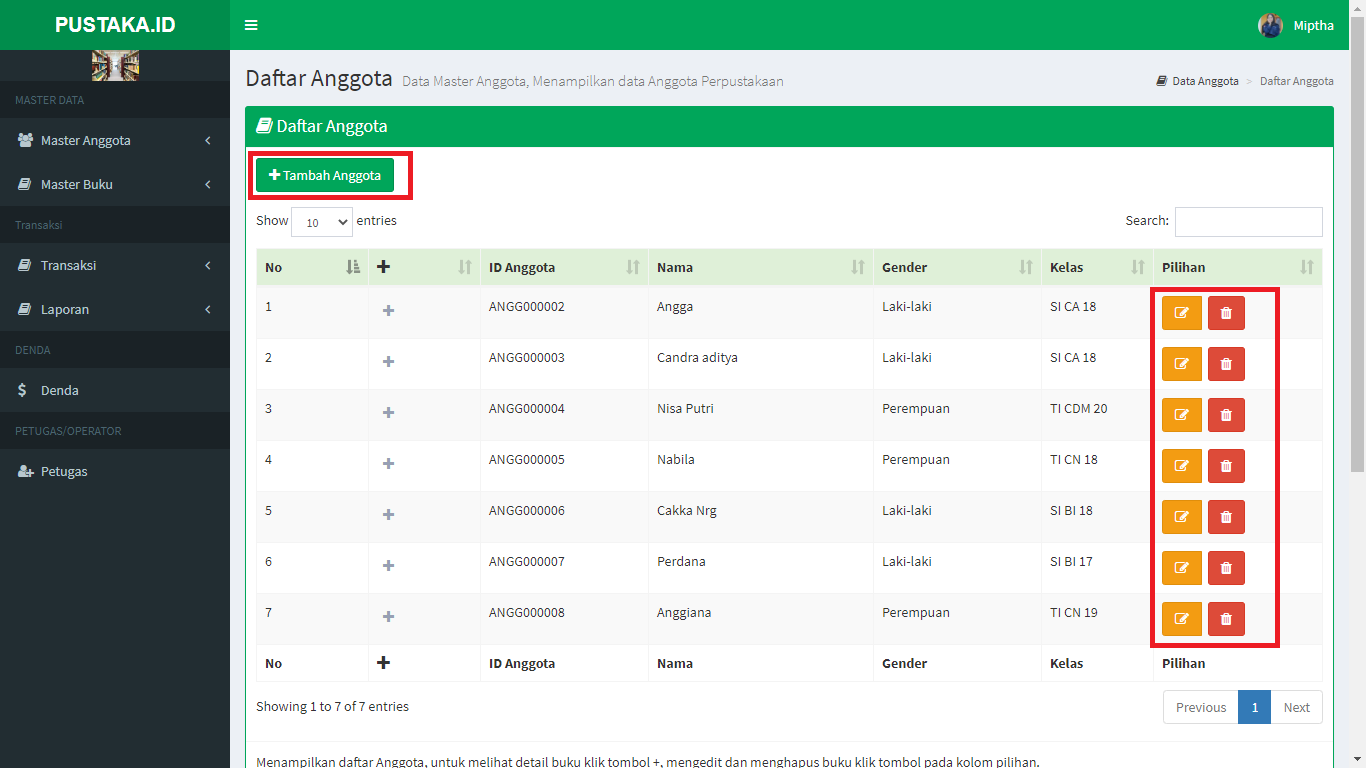 PUSTAKA.ID
Miptha
Daftar Anggota Data Master Anggota, Menampilkan data Anggota Perpustakaan
Data Anggota > Daftar Anggota
MASTER DATA
Master Anggota
Master Buku
Transaksi
Transaksi
Laporan
DENDA
$ Denda
PETUGAS/OPERATOR
Petugas
Daftar Anggota
+ Tambah Anggota
Show 10 entries
Search:
No + ID Anggota Nama Gender Kelas Pilihan
1 + ANGG000002 Angga Laki-laki SI CA 18
2 + ANGG000003 Candra aditya Laki-laki SI CA 18
3 + ANGG000004 Nisa Putri Perempuan TI CDM 20
4 + ANGG000005 Nabila Perempuan TI CN 18
5 + ANGG000006 Cakka Nrg Laki-laki SI BI 18
6 + ANGG000007 Perdana Laki-laki SI BI 17
7 + ANGG000008 Anggiana Perempuan TI CN 19
No + ID Anggota Nama Gender Kelas Pilihan
Showing 1 to 7 of 7 entries
Previous 1 Next
Menampilkan daftar Anggota, untuk melihat detail buku klik tombol +, mengedit dan menghapus buku klik tombol pada kolom pilihan.